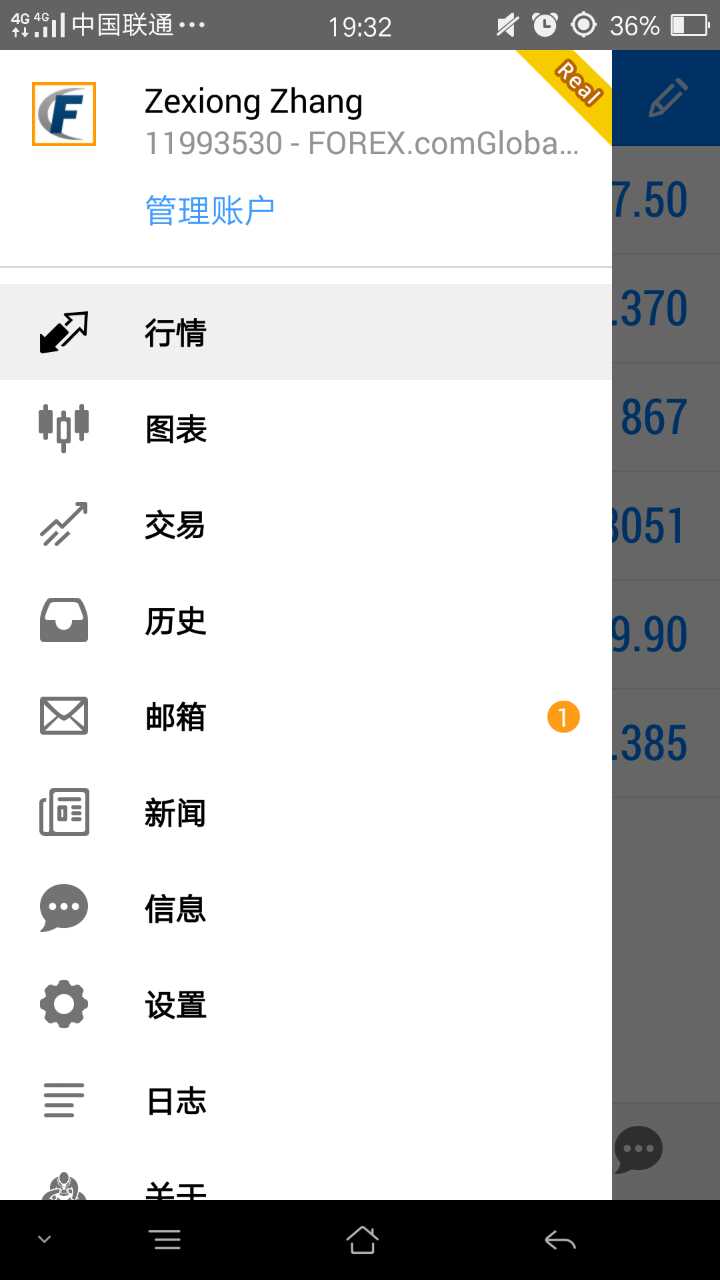 4G 4G 中国联通··· 19:32 36%
Zexiong Zhang
Real
11993530 - FOREX.comGloba...
管理账户
7.50
行情
.370
图表
867
交易
3051
历史
9.90
邮箱 1
.385
新闻
信息
设置
日志
关于